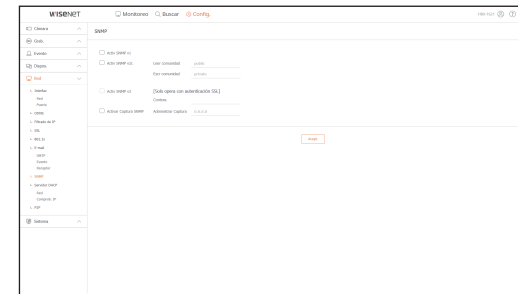 WISENET
Monitoreo
Buscar
Config.
Cámara
Grab.
Evento
Dispos.
Red
Interfaz
Red
Puerto
DDNS
Filtrado de IP
SSL
802.1x
E-mail
SMTP
Evento
Receptor
SNMP
Servidor DHCP
Red
Comprob. IP
P2P
Sistema
SNMP
Activ SNMP v1
Activ SNMP v2c
Leer comunidad
public
Escr comunidad
private
Activ SNMP v3
[Solo opera con autenticación SSL]
Contras.
Activar Captura SNMP
Administrar Captura
0.0.0.0